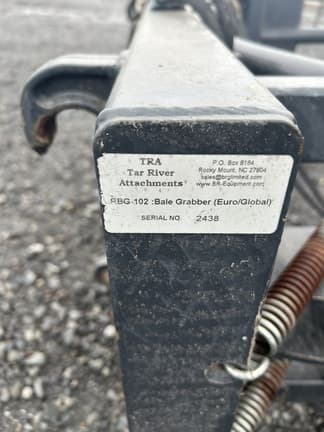 TRA
Tar River
Attachments
P.O. Box 8164
Rocky Mount, NC 27804
sales@brglimited.com
www.BR-Equipment.com
RBG-102 :Bale Grabber (Euro/Global)
SERIAL NO. 2438